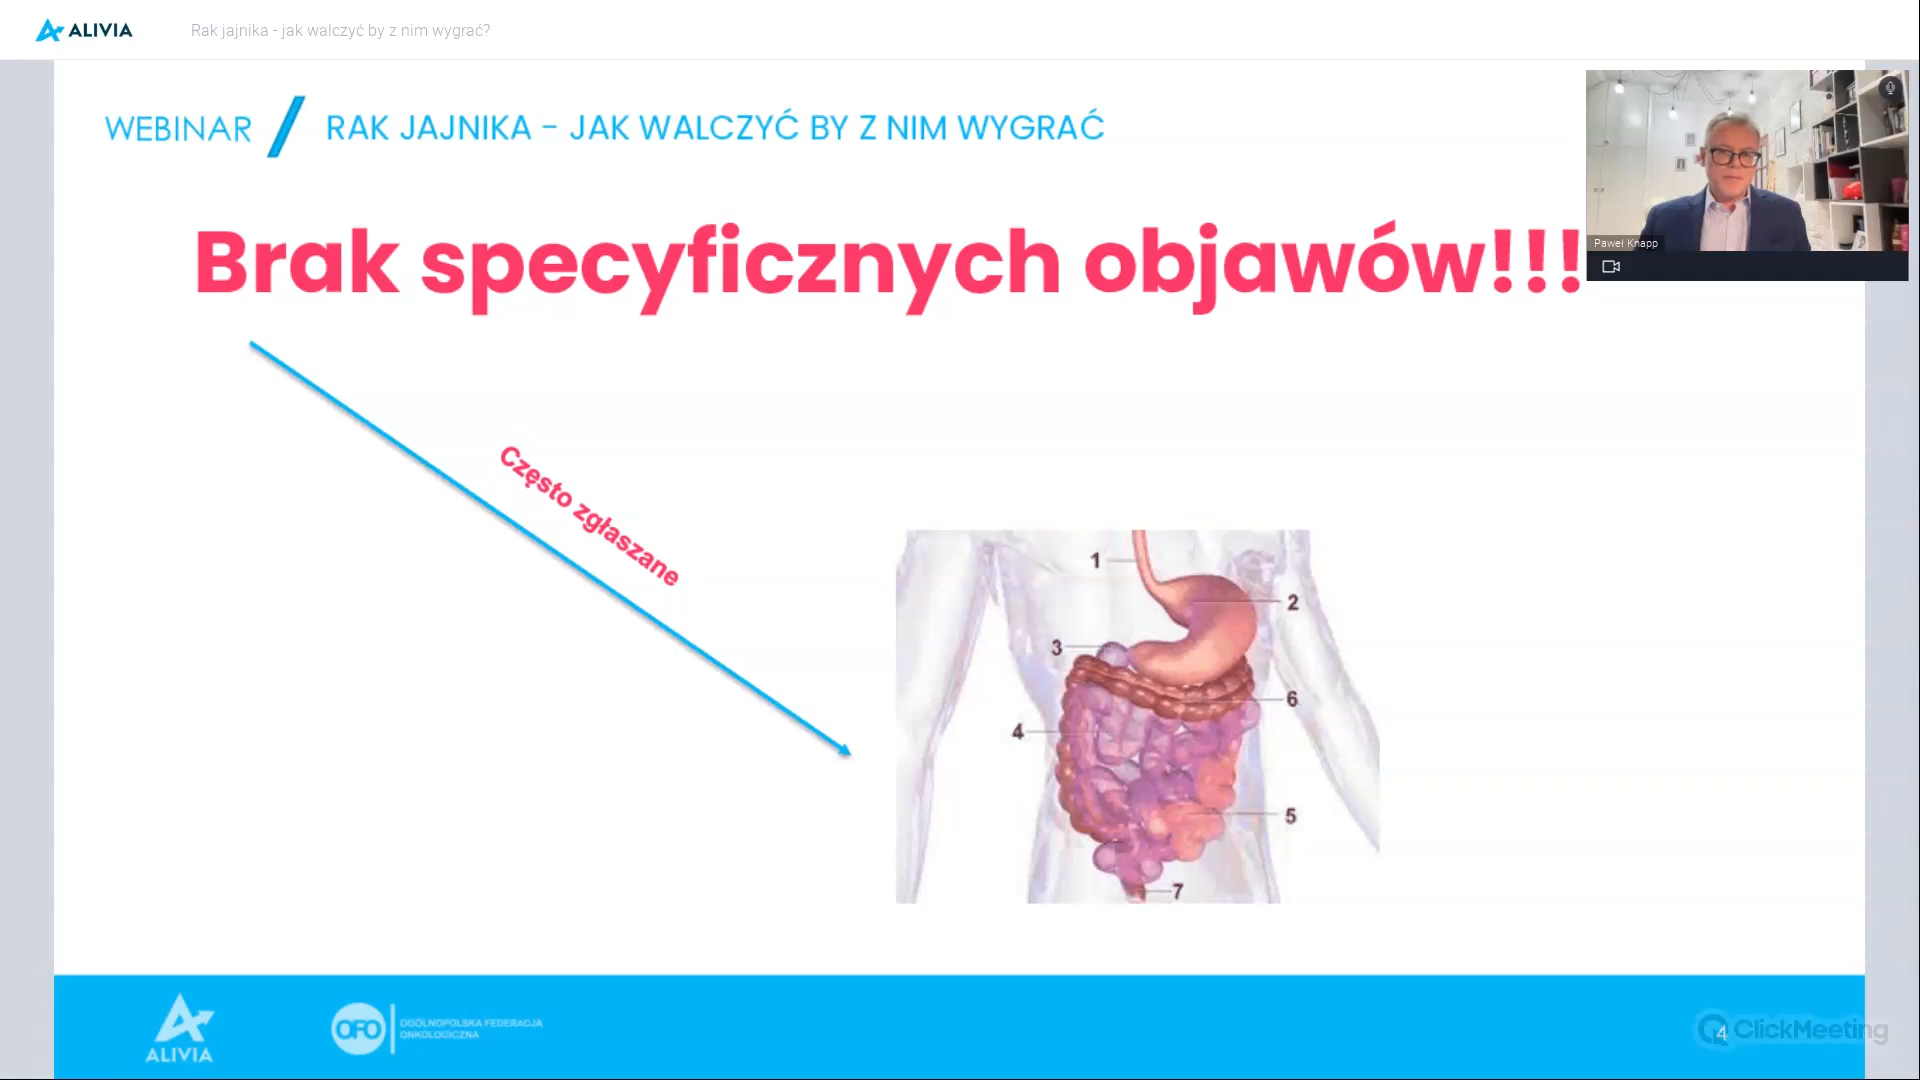 ALIVIA
Rak jajnika - jak walczyć by z nim wygrać?
WEBINAR / RAK JAJNIKA - JAK WALCZYĆ BY Z NIM WYGRAĆ
Paweł Knapp
Brak specyficznych objawów!!!
Często zgłaszane
1
2
3
6
4
5
7
ALIVIA
OFO
OGÓLNOPOLSKA FEDERACJA
ONKOLOGICZNA
4
ClickMeeting